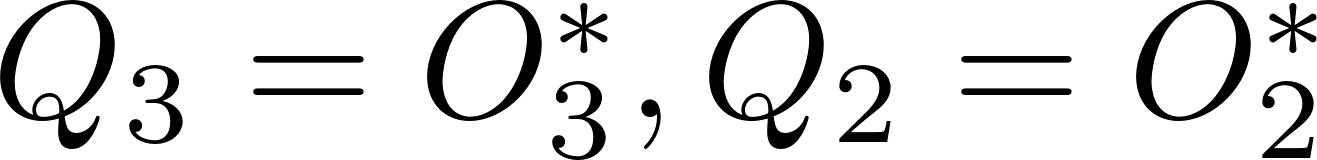 Q_3 = O_3^*, Q_2 = O_2^*